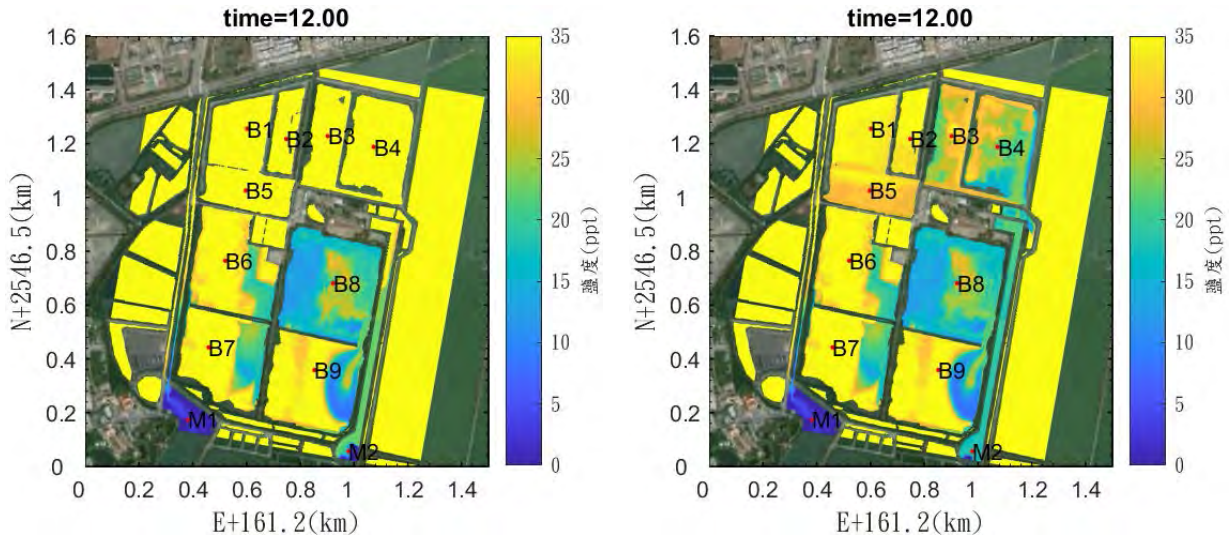 time=12.00
1.6
1.4
1.2
1
0.8
0.6
0.4
0.2
0
N+2546.5(km)
B1
B2
B3
B4
B5
B6
B8
B7
B9
M1
M2
0 0.2 0.4 0.6 0.8 1 1.2 1.4
E+161.2(km)
35
30
25
20
15
10
5
0
鹽度(ppt)
time=12.00
1.6
1.4
1.2
1
0.8
0.6
0.4
0.2
0
N+2546.5(km)
B1
B2
B3
B4
B5
B6
B8
B7
B9
M1
M2
0 0.2 0.4 0.6 0.8 1 1.2 1.4
E+161.2(km)
35
30
25
20
15
10
5
0
鹽度(ppt)